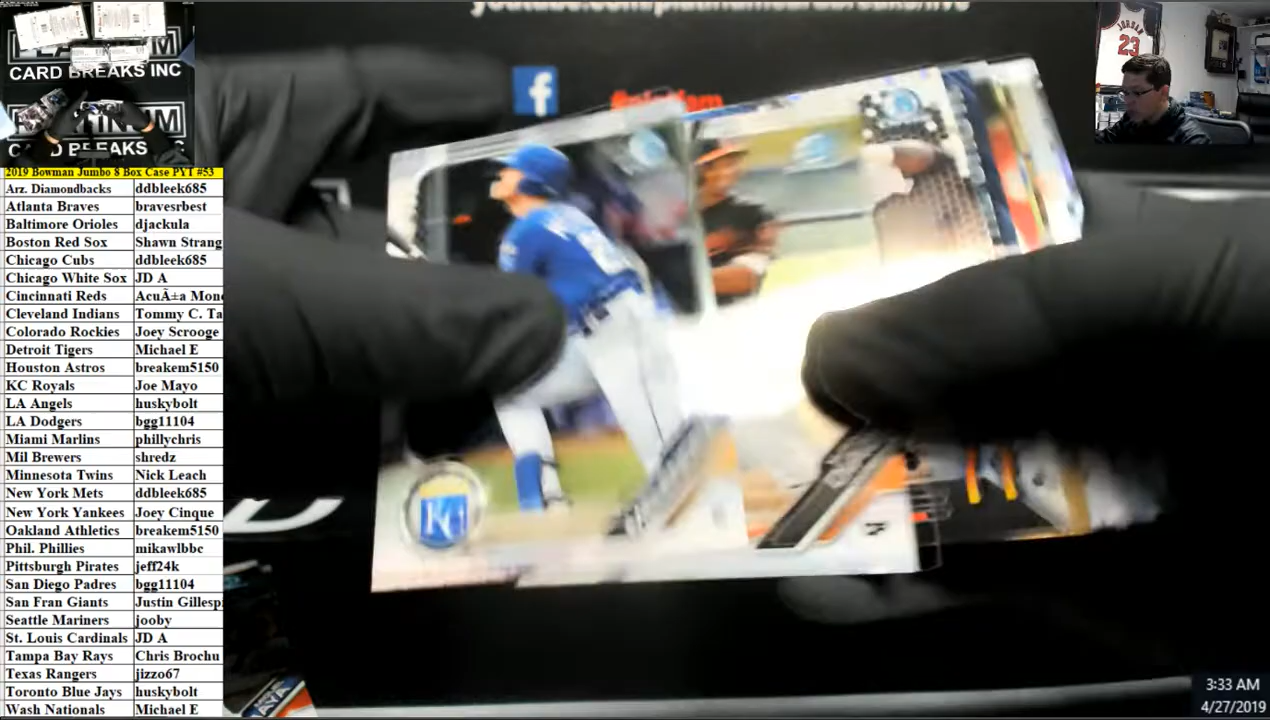 youtube.com/platinumcardbreakslive
CARD BREAKS INC
CARD BREAKS
JORDAN
23
f
2019 Bowman Jumbo 8 Box Case PYT #53
Arz. Diamondbacks ddbleek685
Atlanta Braves bravesrbest
Baltimore Orioles djackula
Boston Red Sox Shawn Strang
Chicago Cubs ddbleek685
Chicago White Sox JD A
Cincinnati Reds AcuÃ±a Mon
Cleveland Indians Tommy C. Ta
Colorado Rockies Joey Scrooge
Detroit Tigers Michael E
Houston Astros breakem5150
KC Royals Joe Mayo
LA Angels huskybolt
LA Dodgers bgg11104
Miami Marlins phillychris
Mil Brewers shredz
Minnesota Twins Nick Leach
New York Mets ddbleek685
New York Yankees Joey Cinque
Oakland Athletics breakem5150
Phil. Phillies mikawlbbc
Pittsburgh Pirates jeff24k
San Diego Padres bgg11104
San Fran Giants Justin Gillesp
Seattle Mariners jooby
St. Louis Cardinals JD A
Tampa Bay Rays Chris Brochu
Texas Rangers jizzo67
Toronto Blue Jays huskybolt
Wash Nationals Michael E
KC
3:33 AM
4/27/2019